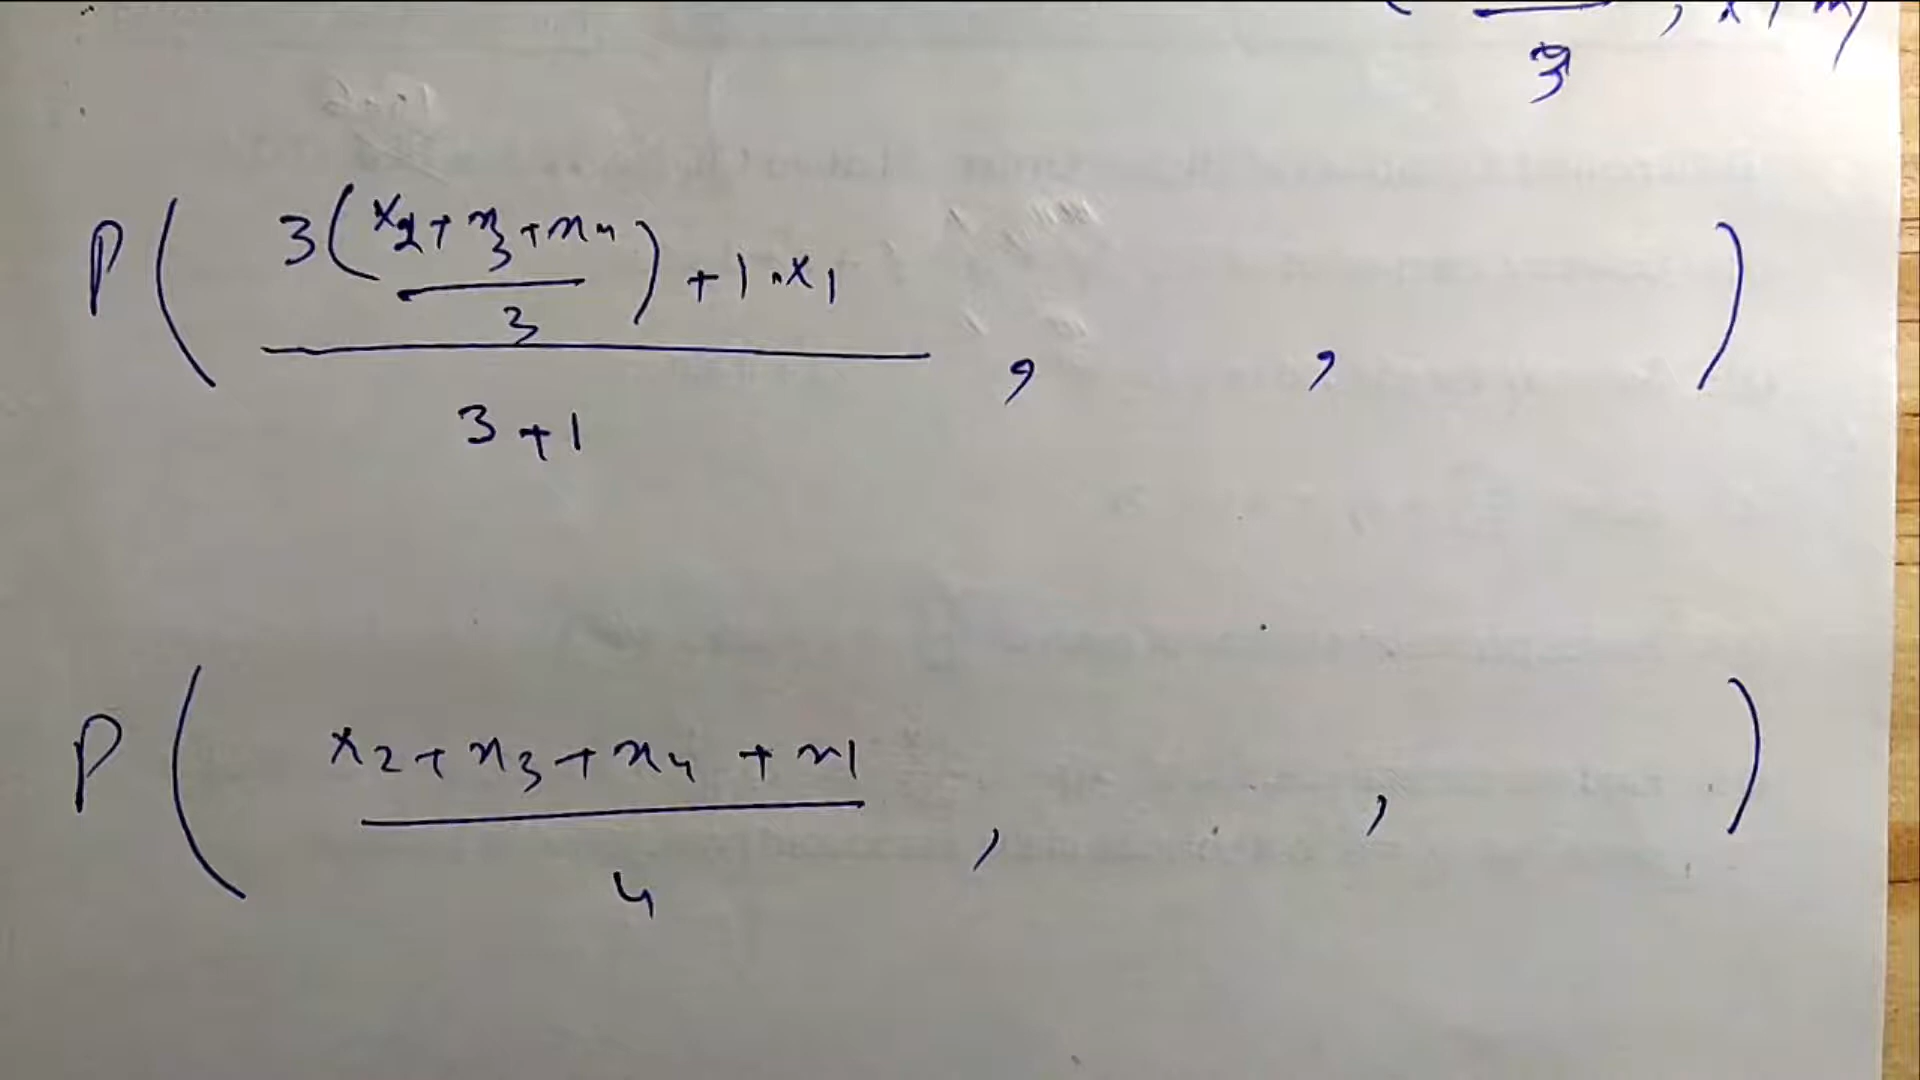 3
P ( 3( x2 + x3 + x4 / 3 ) + 1 · x1 / 3 + 1 , , )
P ( x2 + x3 + x4 + x1 / 4 , , )